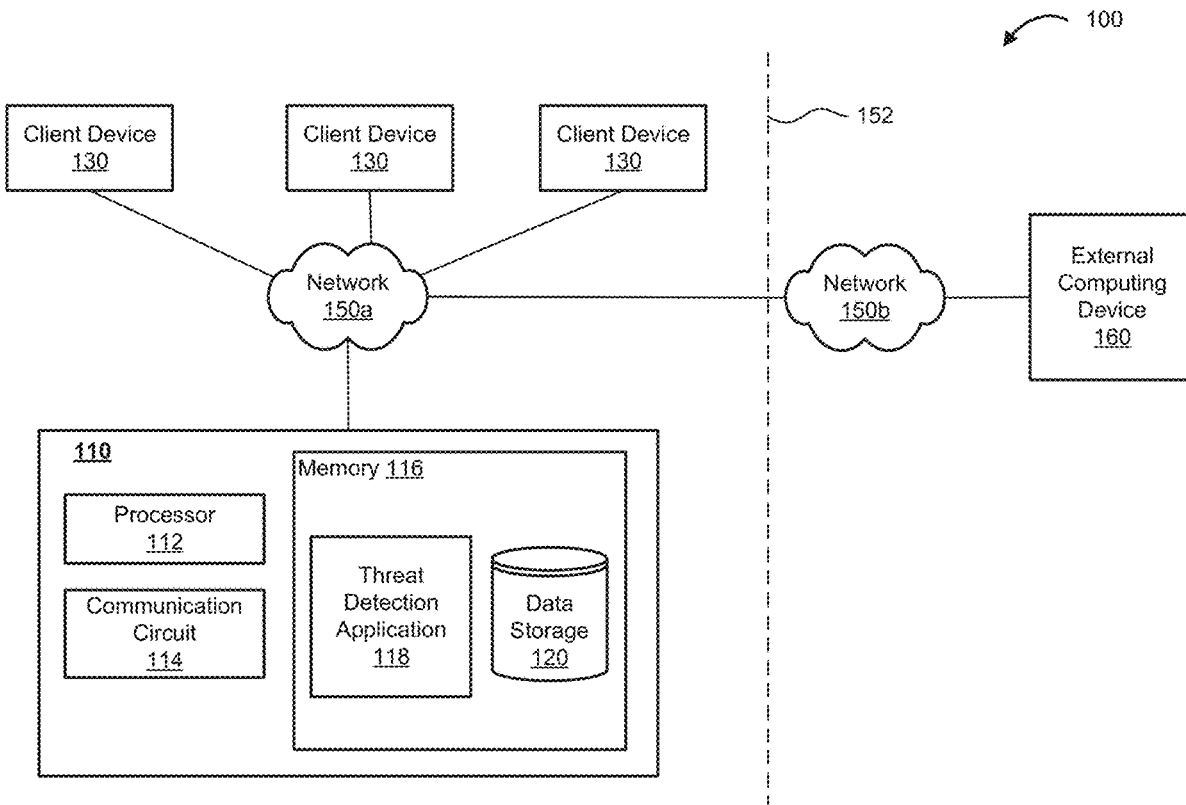 100
152
Client Device
130
Client Device
130
Client Device
130
Network
150a
Network
150b
External
Computing
Device
160
110
Processor
112
Communication
Circuit
114
Memory 116
Threat
Detection
Application
118
Data
Storage
120